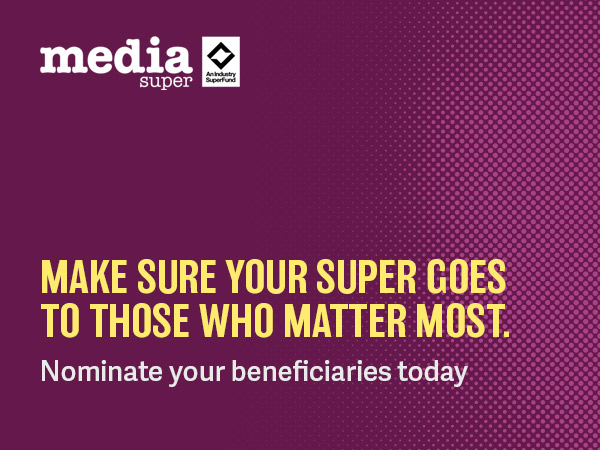 media
super
An Industry
SuperFund
MAKE SURE YOUR SUPER GOES
TO THOSE WHO MATTER MOST.
Nominate your beneficiaries today